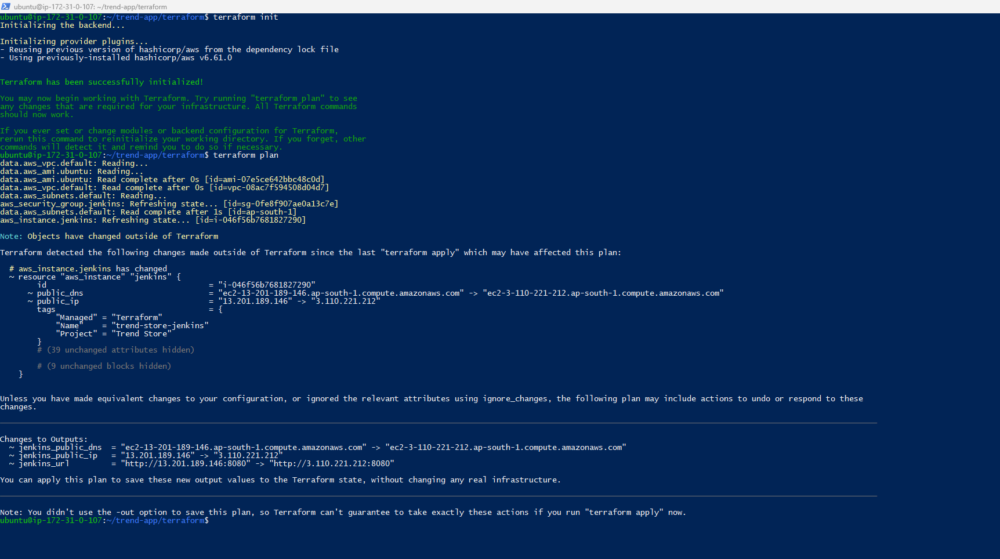 ubuntu@ip-172-31-0-107: ~/trend-app/terraform
ubuntu@ip-172-31-0-107:~/trend-app/terraform$ terraform init
Initializing the backend...
Initializing provider plugins...
- Reusing previous version of hashicorp/aws from the dependency lock file
- Using previously-installed hashicorp/aws v6.61.0
Terraform has been successfully initialized!
You may now begin working with Terraform. Try running "terraform plan" to see
any changes that are required for your infrastructure. All Terraform commands
should now work.
If you ever set or change modules or backend configuration for Terraform,
rerun this command to reinitialize your working directory. If you forget, other
commands will detect it and remind you to do so if necessary.
ubuntu@ip-172-31-0-107:~/trend-app/terraform$ terraform plan
data.aws_vpc.default: Reading...
data.aws_ami.ubuntu: Reading...
data.aws_ami.ubuntu: Read complete after 0s [id=ami-07e5ce642bbc48c0d]
data.aws_vpc.default: Read complete after 0s [id=vpc-08ac7f594508d04d7]
data.aws_subnets.default: Reading...
aws_security_group.jenkins: Refreshing state... [id=sg-0fe8f907ae0a13c7e]
data.aws_subnets.default: Read complete after 1s [id=ap-south-1]
aws_instance.jenkins: Refreshing state... [id=i-046f56b7681827290]
Note: Objects have changed outside of Terraform
Terraform detected the following changes made outside of Terraform since the last "terraform apply" which may have affected this plan:
  # aws_instance.jenkins has changed
  ~ resource "aws_instance" "jenkins" {
        id                                   = "i-046f56b7681827290"
      ~ public_dns                           = "ec2-13-201-189-146.ap-south-1.compute.amazonaws.com" -> "ec2-3-110-221-212.ap-south-1.compute.amazonaws.com"
      ~ public_ip                            = "13.201.189.146" -> "3.110.221.212"
        tags                                 = {
            "Managed" = "Terraform"
            "Name"    = "trend-store-jenkins"
            "Project" = "Trend Store"
        }
        # (39 unchanged attributes hidden)
        # (9 unchanged blocks hidden)
    }
Unless you have made equivalent changes to your configuration, or ignored the relevant attributes using ignore_changes, the following plan may include actions to undo or respond to these
changes.
Changes to Outputs:
  ~ jenkins_public_dns  = "ec2-13-201-189-146.ap-south-1.compute.amazonaws.com" -> "ec2-3-110-221-212.ap-south-1.compute.amazonaws.com"
  ~ jenkins_public_ip   = "13.201.189.146" -> "3.110.221.212"
  ~ jenkins_url         = "http://13.201.189.146:8080" -> "http://3.110.221.212:8080"
You can apply this plan to save these new output values to the Terraform state, without changing any real infrastructure.
Note: You didn't use the -out option to save this plan, so Terraform can't guarantee to take exactly these actions if you run "terraform apply" now.
ubuntu@ip-172-31-0-107:~/trend-app/terraform$